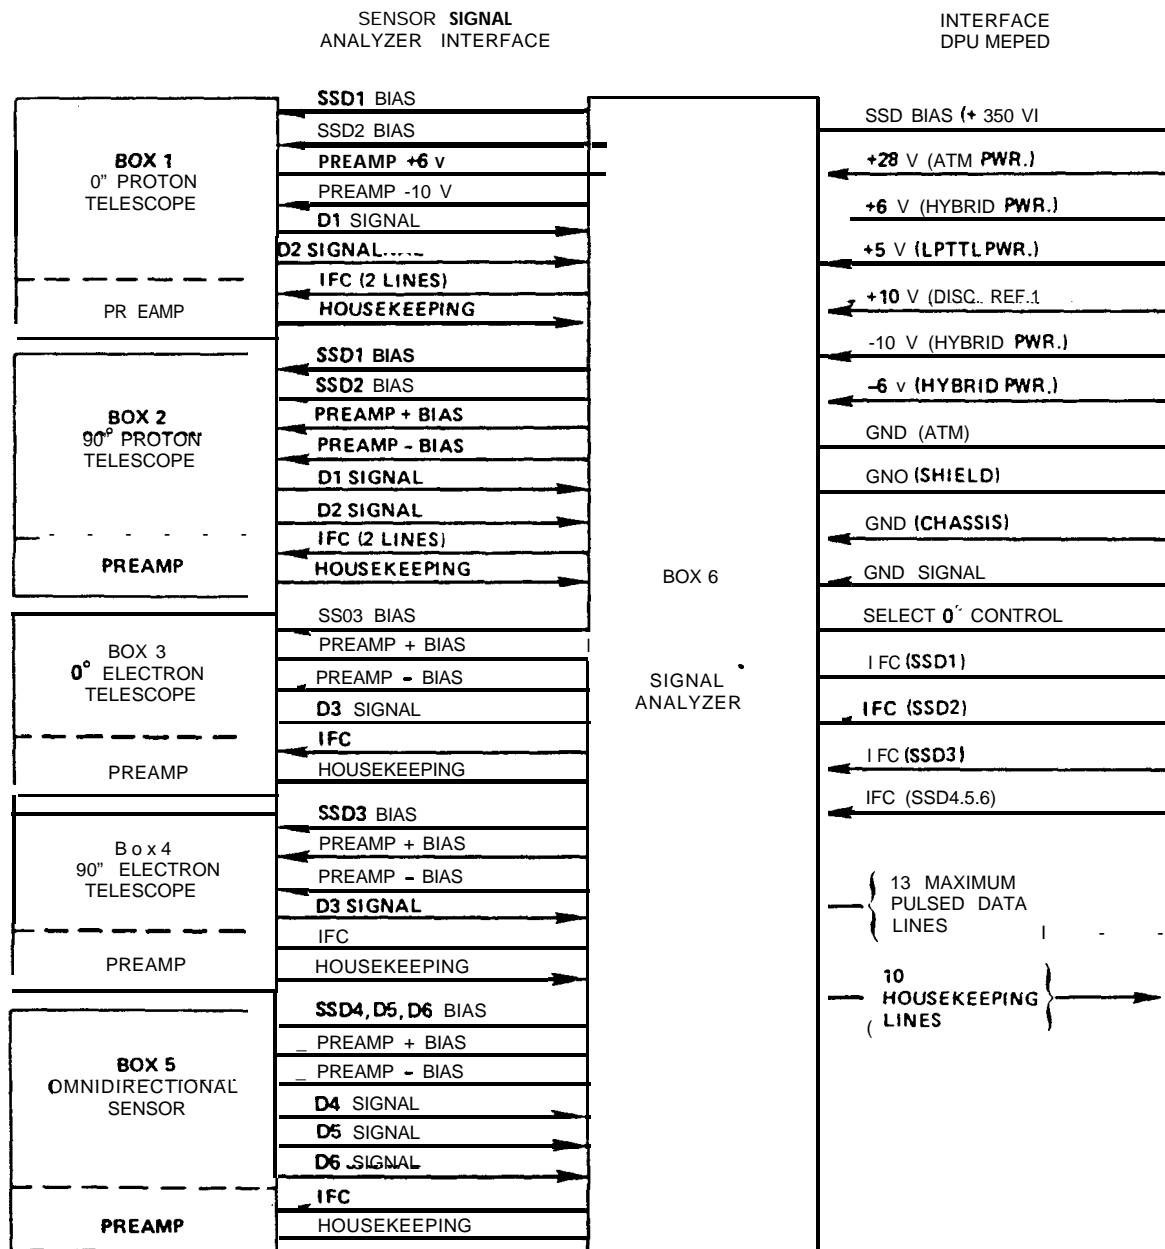 SENSOR SIGNAL
ANALYZER INTERFACE
INTERFACE
DPU MEPED
BOX 1
0" PROTON
TELESCOPE
PR EAMP
SSD1 BIAS
SSD2 BIAS
PREAMP +6 v
PREAMP -10 V
D1 SIGNAL
D2 SIGNAL
IFC (2 LINES)
HOUSEKEEPING
BOX 2
90° PROTON
TELESCOPE
PREAMP
SSD1 BIAS
SSD2 BIAS
PREAMP + BIAS
PREAMP - BIAS
D1 SIGNAL
D2 SIGNAL
IFC (2 LINES)
HOUSEKEEPING
BOX 3
0° ELECTRON
TELESCOPE
PREAMP
SS03 BIAS
PREAMP + BIAS
PREAMP - BIAS
D3 SIGNAL
IFC
HOUSEKEEPING
Box4
90" ELECTRON
TELESCOPE
PREAMP
SSD3 BIAS
PREAMP + BIAS
PREAMP - BIAS
D3 SIGNAL
IFC
HOUSEKEEPING
BOX 5
OMNIDIRECTIONAL
SENSOR
PREAMP
SSD4, D5, D6 BIAS
PREAMP + BIAS
PREAMP - BIAS
D4 SIGNAL
D5 SIGNAL
D6 SIGNAL
IFC
HOUSEKEEPING
BOX 6
SIGNAL
ANALYZER
SSD BIAS (+ 350 VI
+28 V (ATM PWR.)
+6 V (HYBRID PWR.)
+5 V (LPTTL PWR.)
+10 V (DISC. REF.1
-10 V (HYBRID PWR.)
-6 v (HYBRID PWR.)
GND (ATM)
GNO (SHIELD)
GND (CHASSIS)
GND SIGNAL
SELECT 0" CONTROL
I FC (SSD1)
IFC (SSD2)
I FC (SSD3)
IFC (SSD4.5.6)
13 MAXIMUM
PULSED DATA
LINES
10
HOUSEKEEPING
LINES